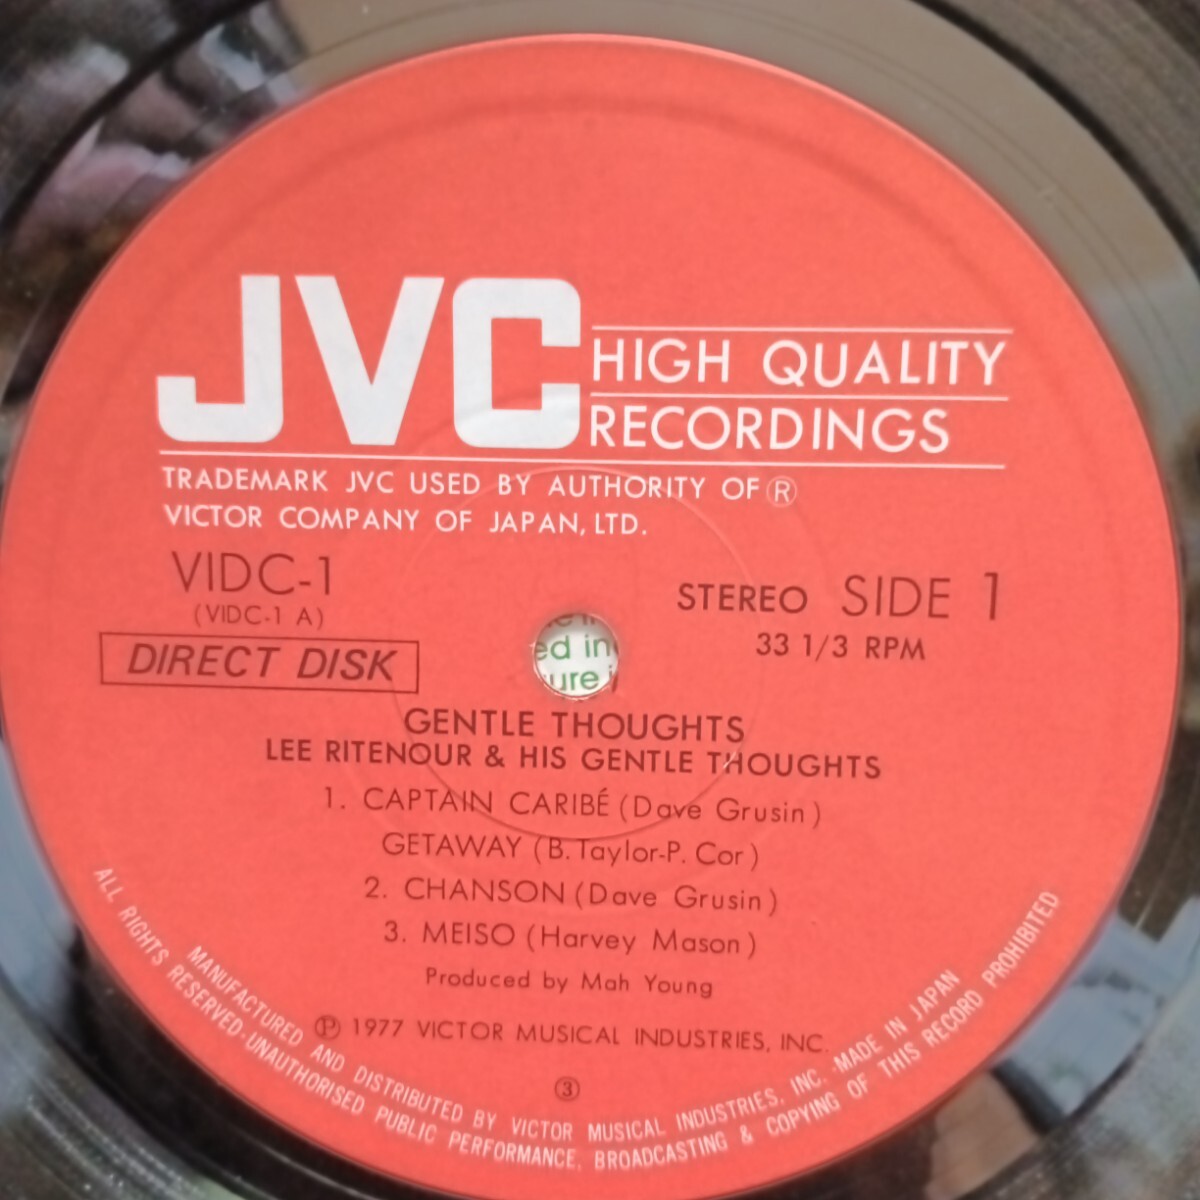 JVC
HIGH QUALITY
RECORDINGS
TRADEMARK JVC USED BY AUTHORITY OF Ⓡ
VICTOR COMPANY OF JAPAN, LTD.
VIDC-1
(VIDC-1 A)
DIRECT DISK
STEREO SIDE 1
33 1/3 RPM
ed in
ure
GENTLE THOUGHTS
LEE RITENOUR & HIS GENTLE THOUGHTS
1. CAPTAIN CARIBÉ (Dave Grusin)
GETAWAY (B. Taylor-P. Cor)
2. CHANSON (Dave Grusin)
3. MEISO (Harvey Mason)
Produced by Mah Young
Ⓟ 1977 VICTOR MUSICAL INDUSTRIES, INC.
③
MANUFACTURED AND DISTRIBUTED BY VICTOR MUSICAL INDUSTRIES, INC. MADE IN JAPAN
ALL RIGHTS RESERVED-UNAUTHORISED PUBLIC PERFORMANCE, BROADCASTING & COPYING OF THIS RECORD PROHIBITED